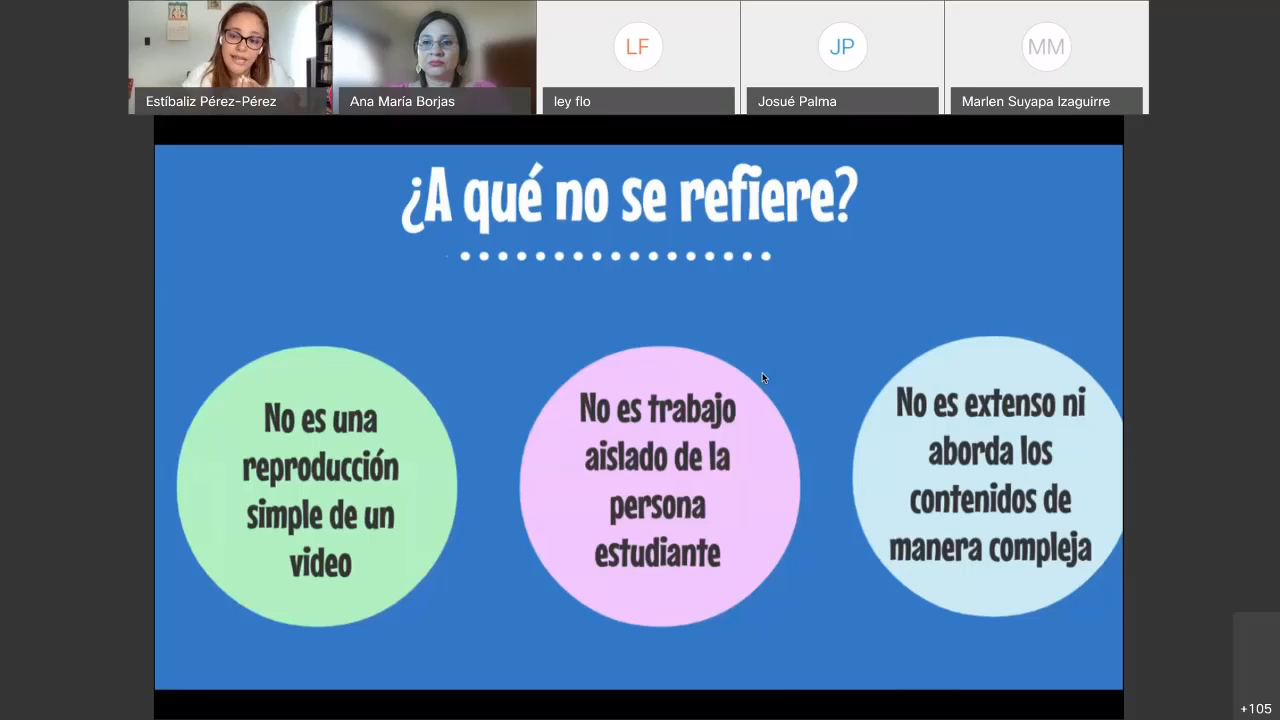 LF
JP
MM
Estíbaliz Pérez-Pérez
Ana María Borjas
ley flo
Josué Palma
Marlen Suyapa Izaguirre
¿A qué no se refiere?
No es una
reproducción
simple de un
video
No es trabajo
aislado de la
persona
estudiante
No es extenso ni
aborda los
contenidos de
manera compleja
+105